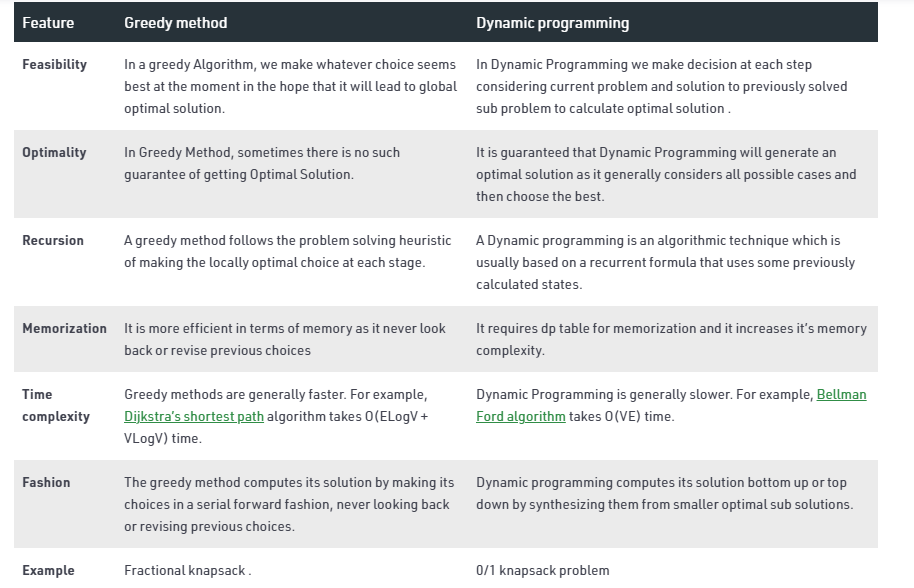 Feature Greedy method Dynamic programming
Feasibility In a greedy Algorithm, we make whatever choice seems In Dynamic Programming we make decision at each step
best at the moment in the hope that it will lead to global considering current problem and solution to previously solved
optimal solution. sub problem to calculate optimal solution .
Optimality In Greedy Method, sometimes there is no such It is guaranteed that Dynamic Programming will generate an
guarantee of getting Optimal Solution. optimal solution as it generally considers all possible cases and
then choose the best.
Recursion A greedy method follows the problem solving heuristic A Dynamic programming is an algorithmic technique which is
of making the locally optimal choice at each stage. usually based on a recurrent formula that uses some previously
calculated states.
Memorization It is more efficient in terms of memory as it never look It requires dp table for memorization and it increases it's memory
back or revise previous choices complexity.
Time Greedy methods are generally faster. For example, Dynamic Programming is generally slower. For example, Bellman
complexity Dijkstra's shortest path algorithm takes O(ELogV + Ford algorithm takes O(VE) time.
VLogV) time.
Fashion The greedy method computes its solution by making its Dynamic programming computes its solution bottom up or top
choices in a serial forward fashion, never looking back down by synthesizing them from smaller optimal sub solutions.
or revising previous choices.
Example Fractional knapsack . 0/1 knapsack problem